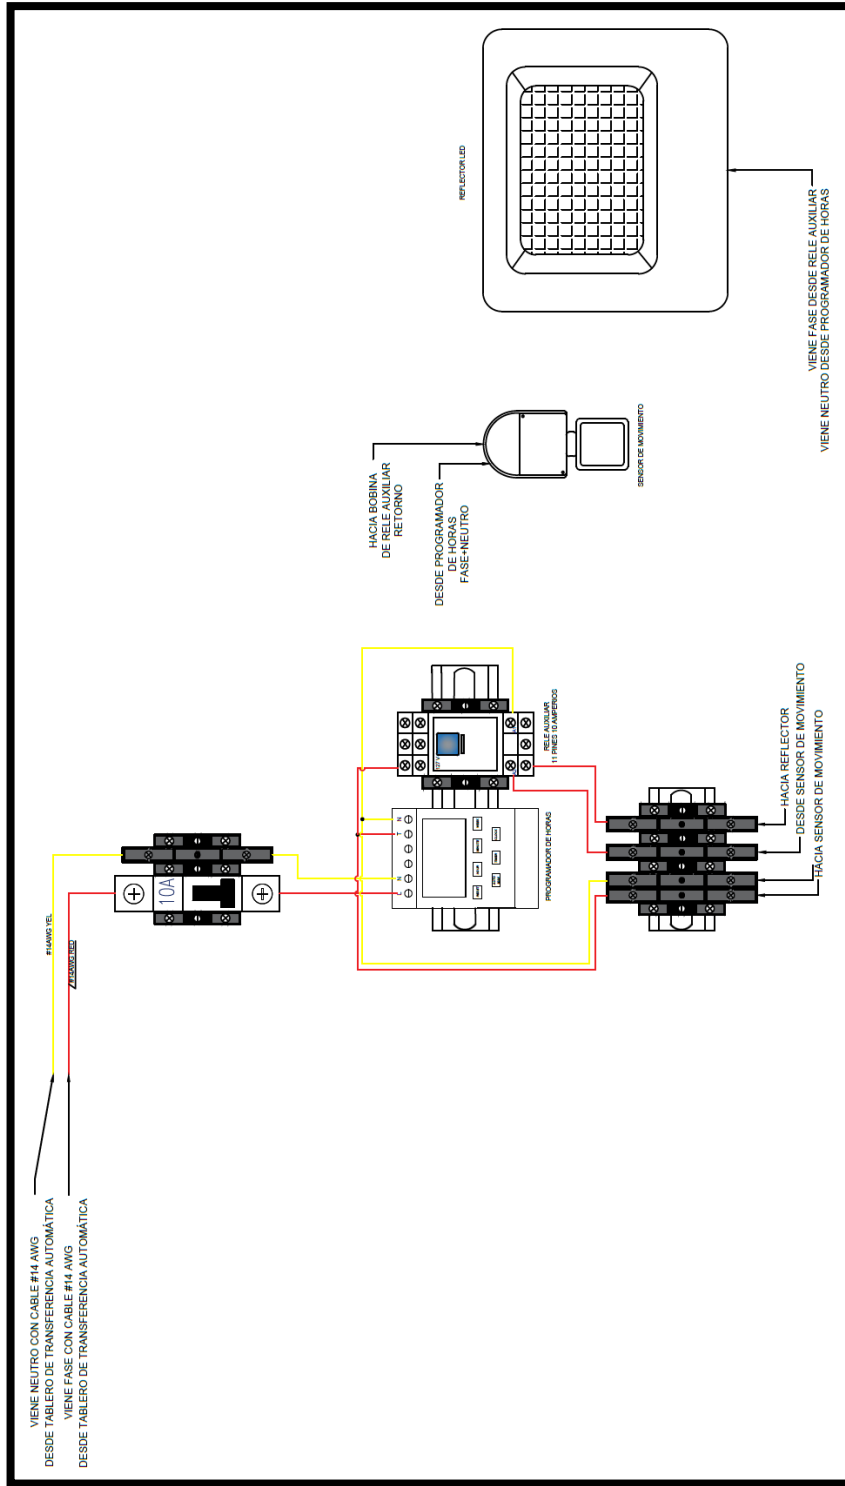 VIENE NEUTRO CON CABLE #14 AWG
DESDE TABLERO DE TRANSFERENCIA AUTOMÁTICA
VIENE FASE CON CABLE #14 AWG
DESDE TABLERO DE TRANSFERENCIA AUTOMÁTICA
#14AWG YEL
#14AWG RED
10A
PROGRAMADOR DE HORAS
L
N
T
N
127 V
RELE AUXILIAR
11 PINES 10 AMPERIOS
HACIA REFLECTOR
DESDE SENSOR DE MOVIMIENTO
HACIA SENSOR DE MOVIMIENTO
HACIA BOBINA
DE RELE AUXILIAR
RETORNO
DESDE PROGRAMADOR
DE HORAS
FASE+NEUTRO
SENSOR DE MOVIMIENTO
REFLECTOR LED
VIENE FASE DESDE RELE AUXILIAR
VIENE NEUTRO DESDE PROGRAMADOR DE HORAS